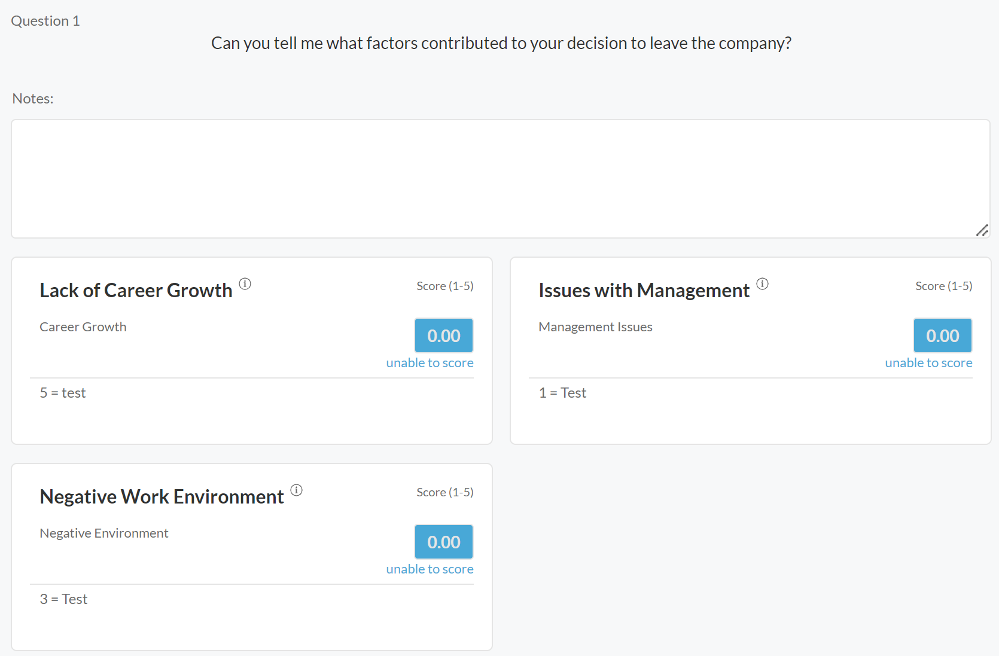 Question 1
Can you tell me what factors contributed to your decision to leave the company?
Notes:
Lack of Career Growth
Score (1-5)
Career Growth
0.00
unable to score
5 = test
Issues with Management
Score (1-5)
Management Issues
0.00
unable to score
1 = Test
Negative Work Environment
Score (1-5)
Negative Environment
0.00
unable to score
3 = Test